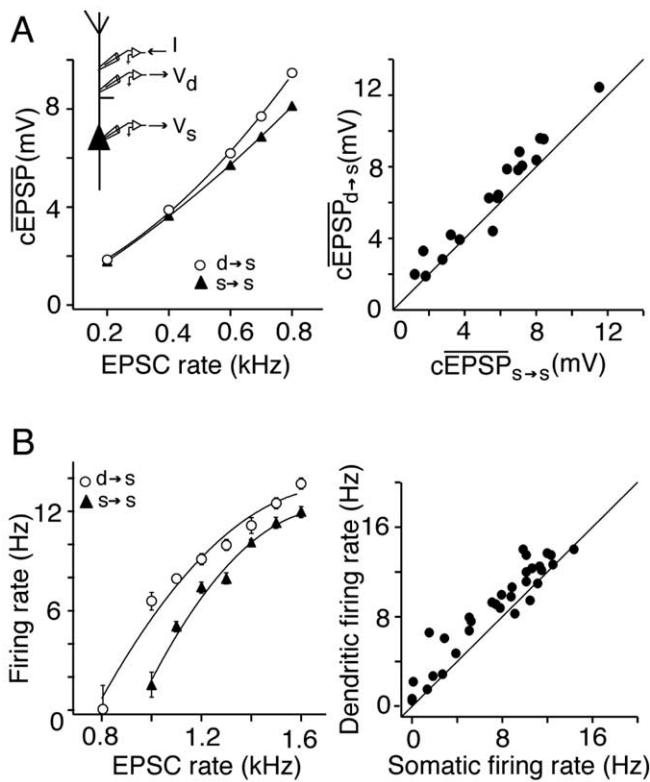 A
I
V_d
V_s
cEPSP (mV)
8
4
0
0.2 0.4 0.6 0.8
EPSC rate (kHz)
d→s
s→s
cEPSP_d→s (mV)
12
8
4
0
0 4 8 12
cEPSP_s→s (mV)
B
d→s
s→s
Firing rate (Hz)
12
6
0
0.8 1.2 1.6
EPSC rate (kHz)
Dendritic firing rate (Hz)
16
8
0
0 8 16
Somatic firing rate (Hz)